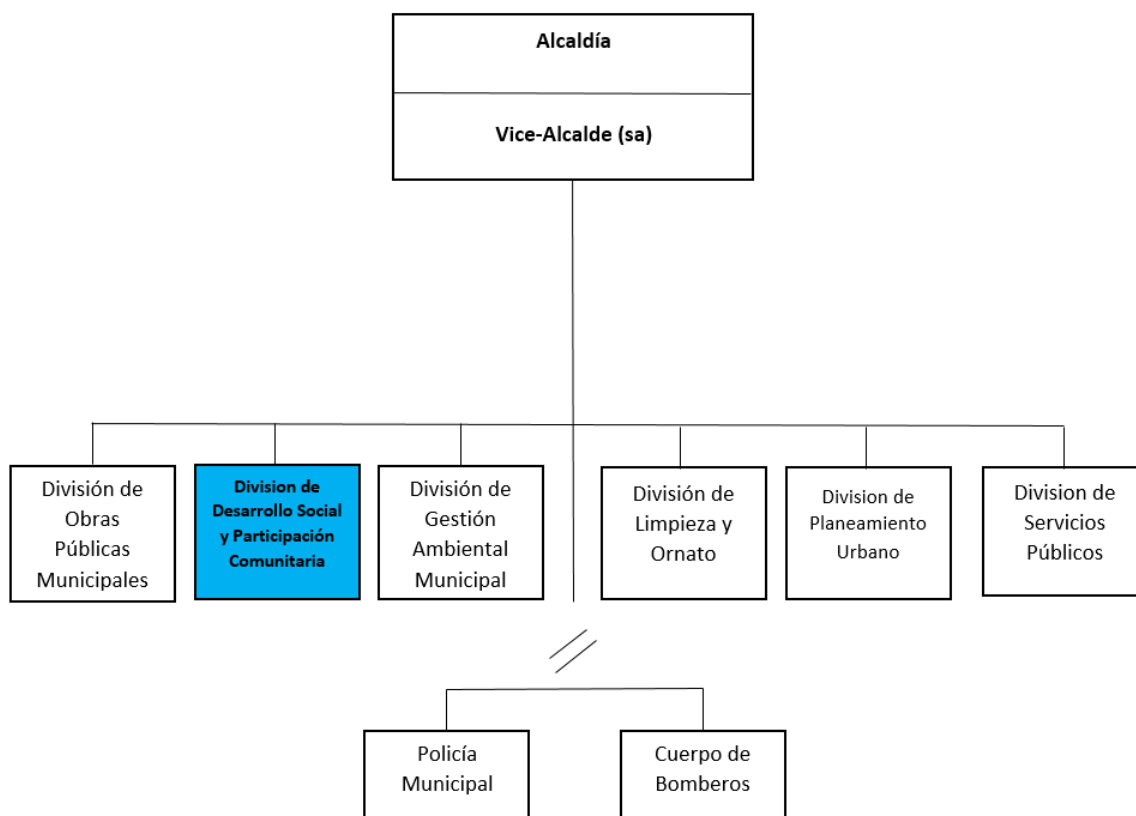 Alcaldía
Vice-Alcalde (sa)
División de
Obras
Públicas
Municipales
Division de
Desarrollo Social
y Participación
Comunitaria
División de
Gestión
Ambiental
Municipal
División de
Limpieza y
Ornato
Division de
Planeamiento
Urbano
Division de
Servicios
Públicos
Policía
Municipal
Cuerpo de
Bomberos